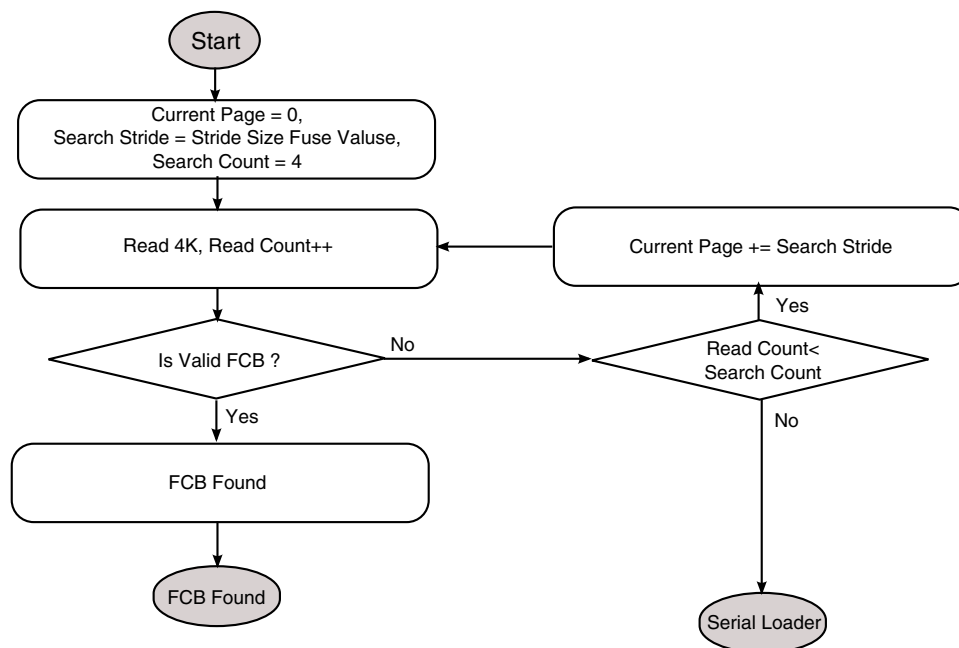 Start
Current Page = 0,
Search Stride = Stride Size Fuse Valuse,
Search Count = 4
Read 4K, Read Count++
Current Page += Search Stride
Yes
Is Valid FCB ?
No
Read Count<
Search Count
Yes
No
FCB Found
FCB Found
Serial Loader